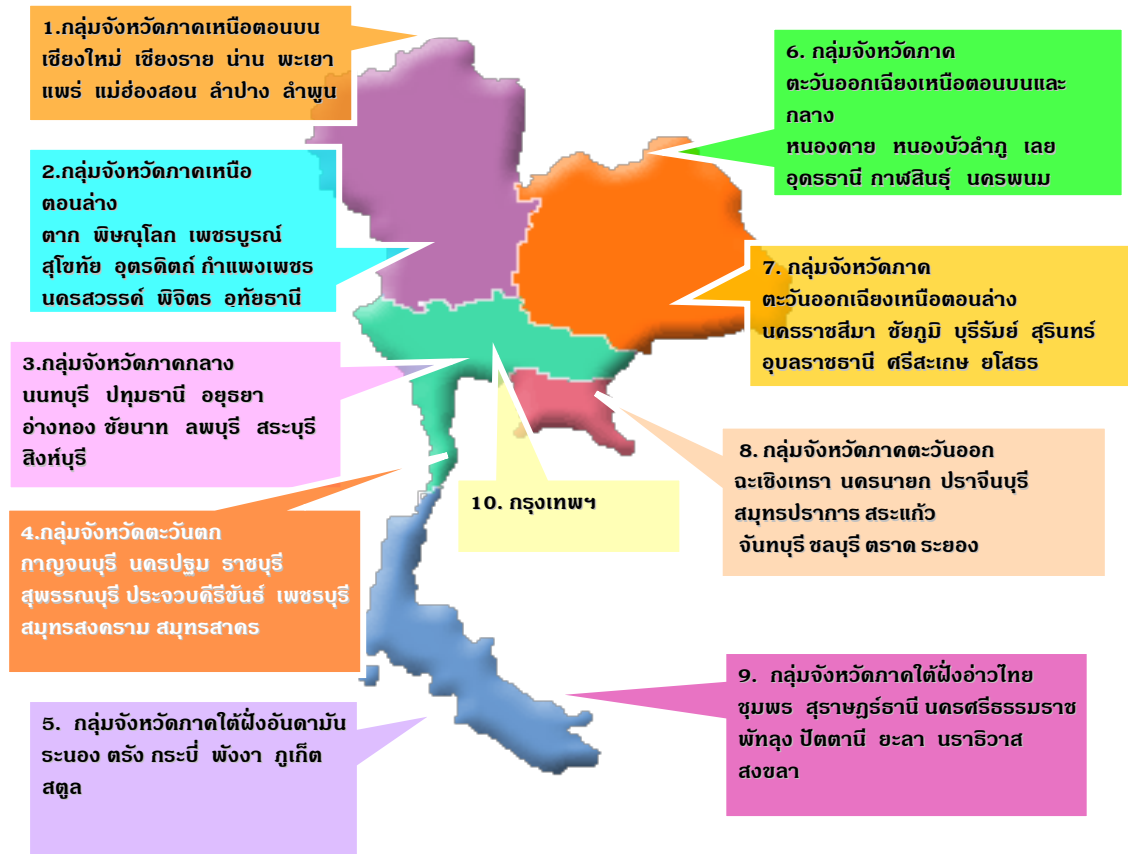 1.กลุ่มจังหวัดภาคเหนือตอนบน
เชียงใหม่ เชียงราย น่าน พะเยา
แพร่ แม่ฮ่องสอน ลำปาง ลำพูน
2.กลุ่มจังหวัดภาคเหนือ
ตอนล่าง
ตาก พิษณุโลก เพชรบูรณ์
สุโขทัย อุตรดิตถ์ กำแพงเพชร
นครสวรรค์ พิจิตร อุทัยธานี
3.กลุ่มจังหวัดภาคกลาง
นนทบุรี ปทุมธานี อยุธยา
อ่างทอง ชัยนาท ลพบุรี สระบุรี
สิงห์บุรี
4.กลุ่มจังหวัดตะวันตก
กาญจนบุรี นครปฐม ราชบุรี
สุพรรณบุรี ประจวบคีรีขันธ์ เพชรบุรี
สมุทรสงคราม สมุทรสาคร
5. กลุ่มจังหวัดภาคใต้ฝั่งอันดามัน
ระนอง ตรัง กระบี่ พังงา ภูเก็ต
สตูล
6. กลุ่มจังหวัดภาค
ตะวันออกเฉียงเหนือตอนบนและ
กลาง
หนองคาย หนองบัวลำภู เลย
อุดรธานี กาฬสินธุ์ นครพนม
7. กลุ่มจังหวัดภาค
ตะวันออกเฉียงเหนือตอนล่าง
นครราชสีมา ชัยภูมิ บุรีรัมย์ สุรินทร์
อุบลราชธานี ศรีสะเกษ ยโสธร
8. กลุ่มจังหวัดภาคตะวันออก
ฉะเชิงเทรา นครนายก ปราจีนบุรี
สมุทรปราการ สระแก้ว
จันทบุรี ชลบุรี ตราด ระยอง
9. กลุ่มจังหวัดภาคใต้ฝั่งอ่าวไทย
ชุมพร สุราษฎร์ธานี นครศรีธรรมราช
พัทลุง ปัตตานี ยะลา นราธิวาส
สงขลา
10. กรุงเทพฯ